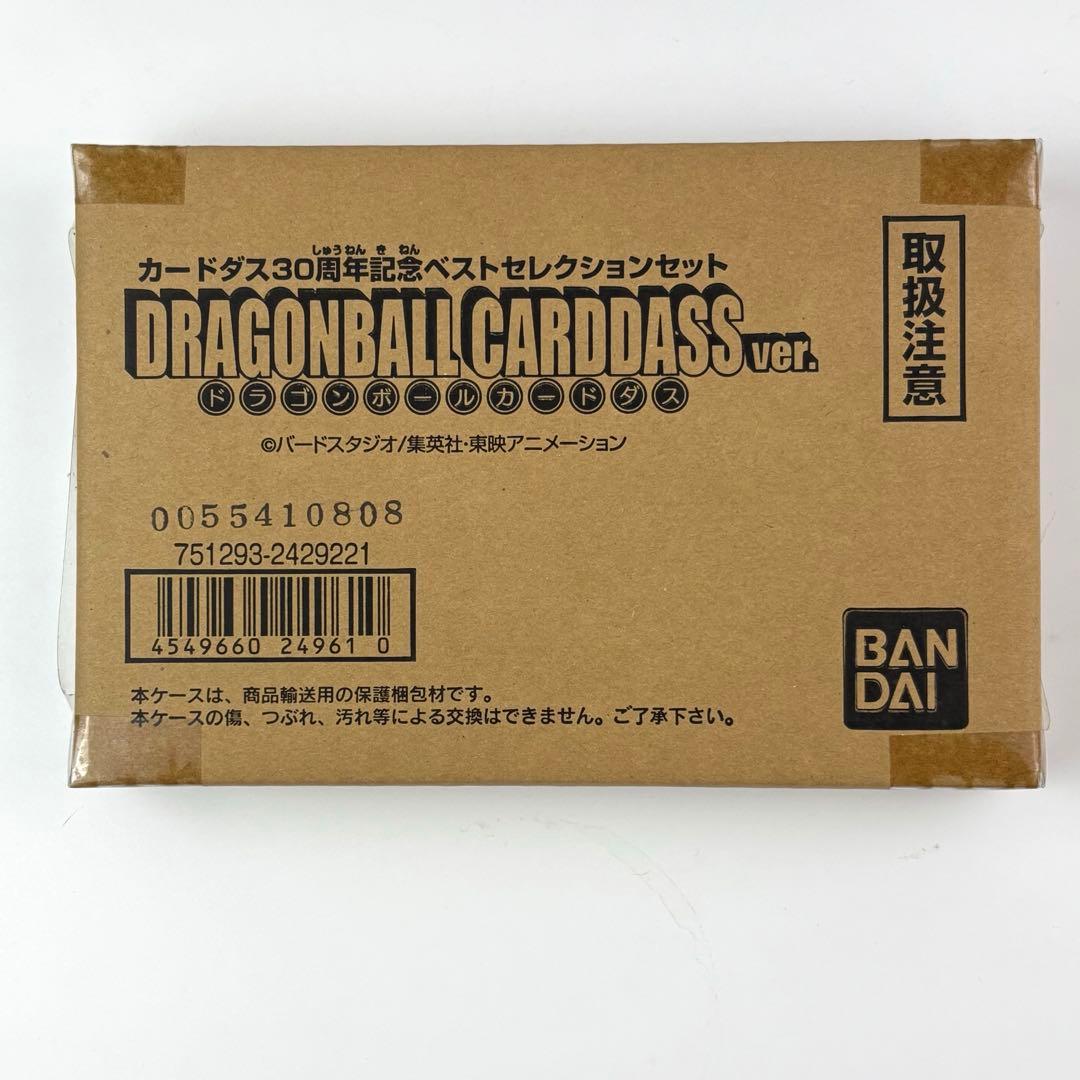 しゅうねん き ねん
カードダス30周年記念ベストセレクションセット
DRAGONBALL CARDDASS ver.
ドラゴンボールカードダス
©バードスタジオ/集英社・東映アニメーション
0055410808
751293-2429221
4549660 24961 0
本ケースは、商品輸送用の保護梱包材です。
本ケースの傷、つぶれ、汚れ等による交換はできません。ご了承下さい。
取扱注意
BAN
DAI